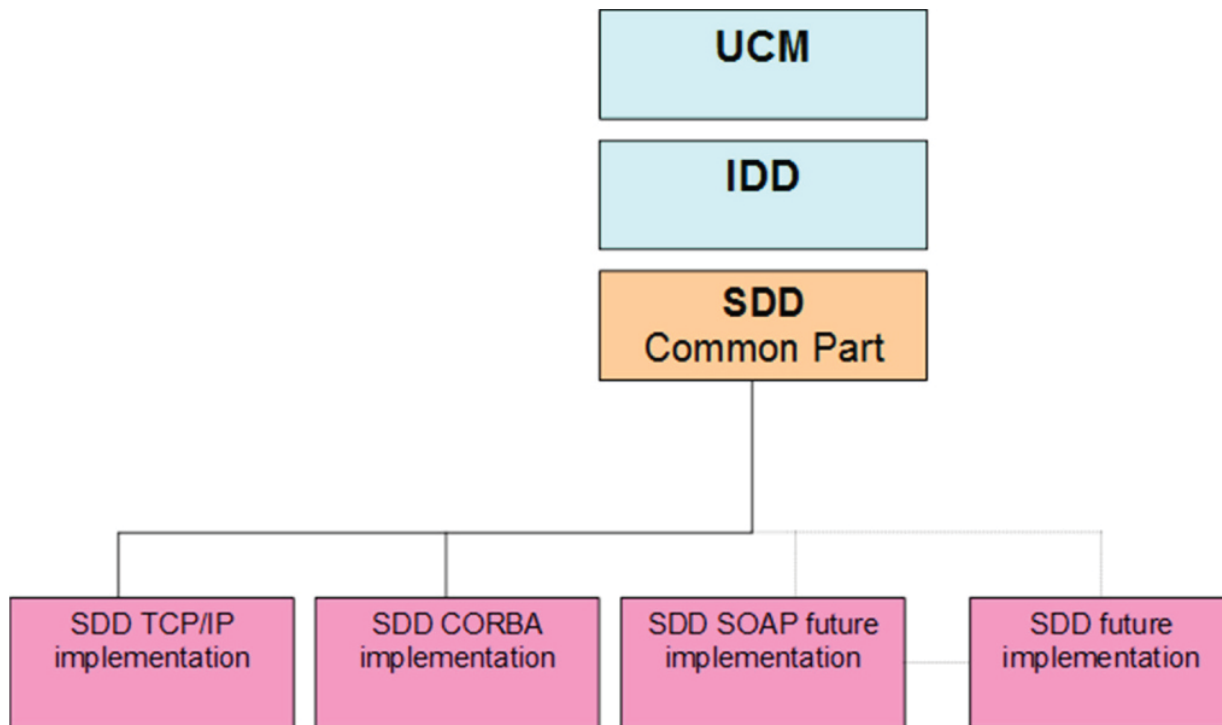 UCM
IDD
SDD
Common Part
SDD TCP/IP
implementation
SDD CORBA
implementation
SDD SOAP future
implementation
SDD future
implementation